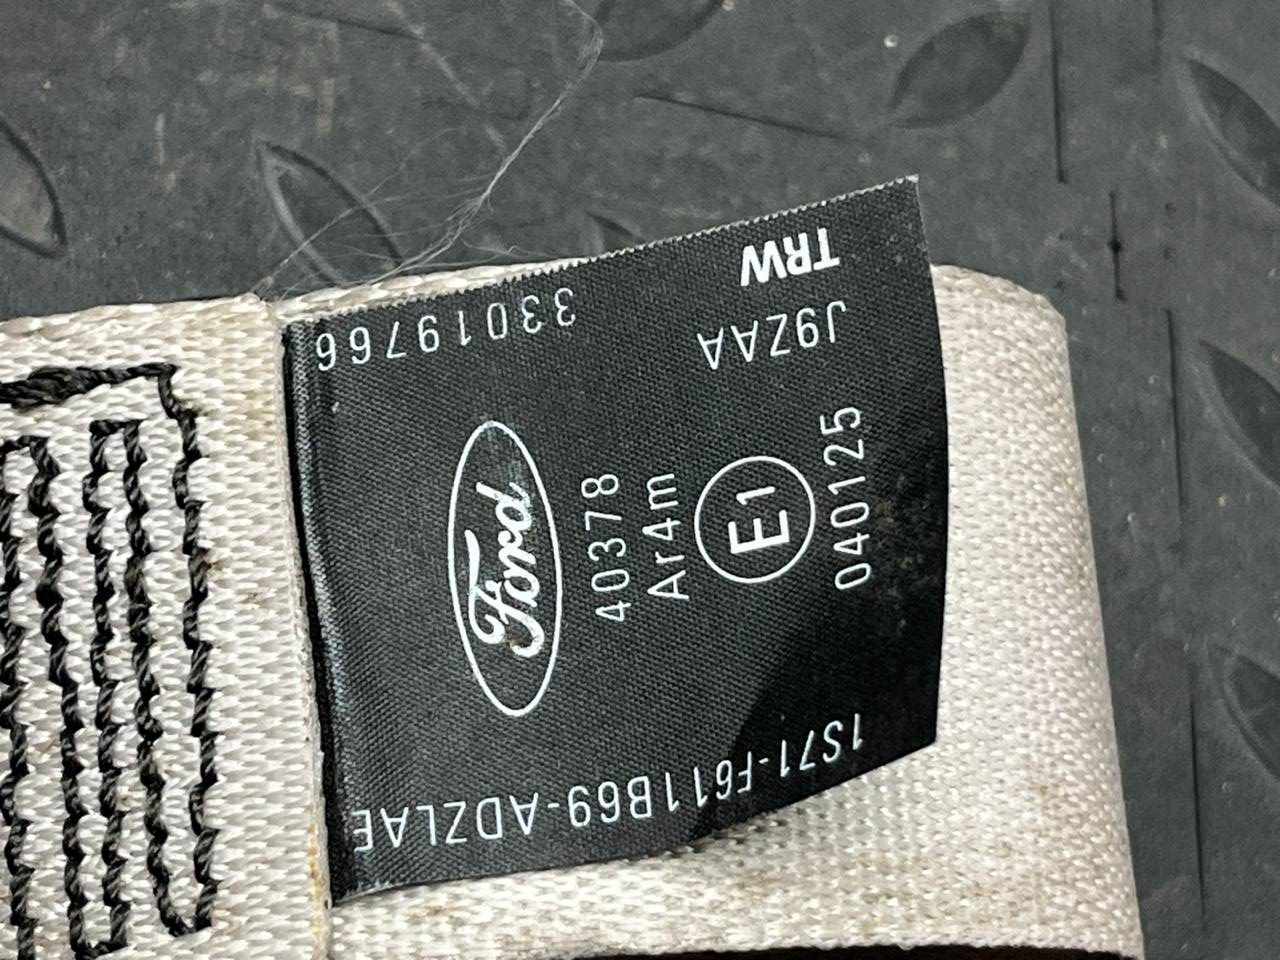 TRW
J9ZAA
33019766
Ford
40378
Ar4m
E1
040125
1S71-F611B69-ADZLAE